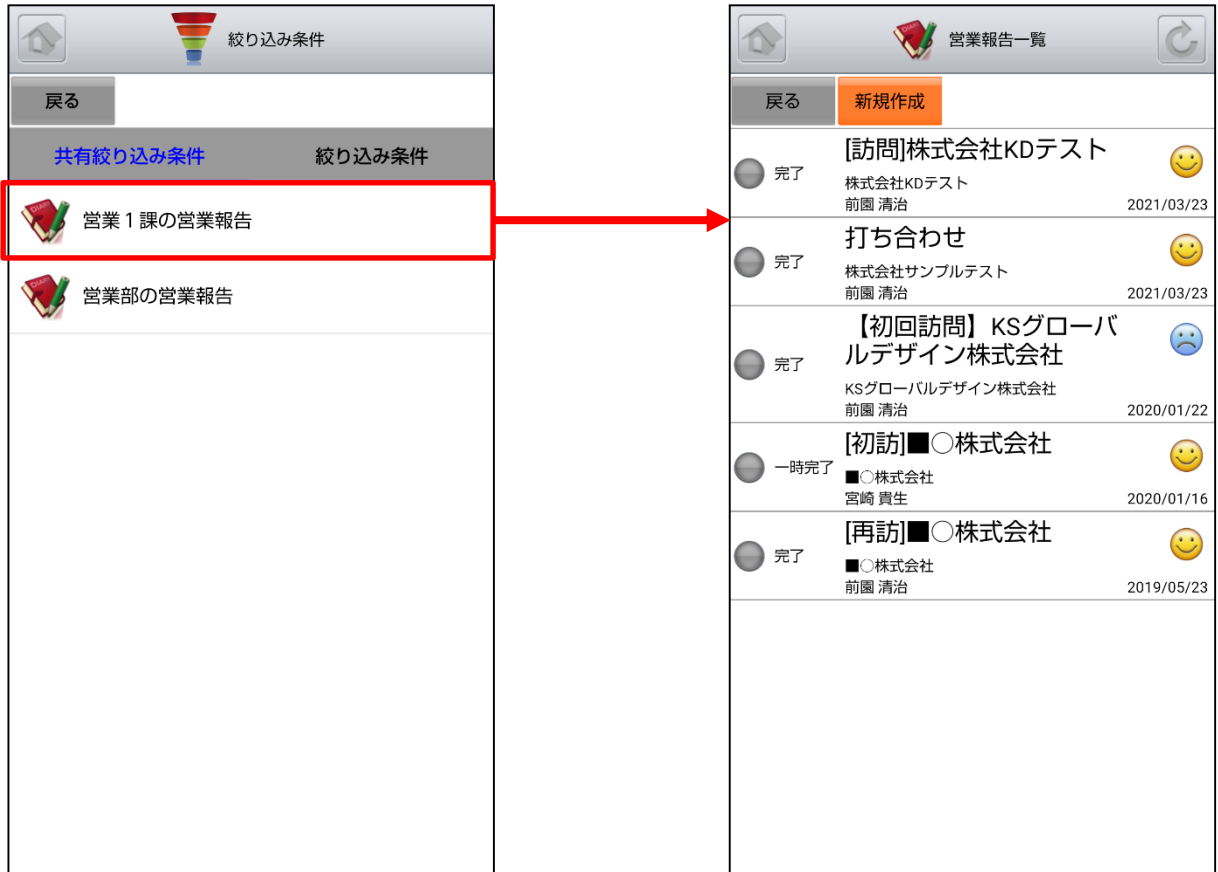 絞り込み条件
戻る
共有絞り込み条件 絞り込み条件
営業１課の営業報告
営業部の営業報告
営業報告一覧
戻る 新規作成
[訪問]株式会社KDテスト
完了
株式会社KDテスト
前園 清治 2021/03/23
打ち合わせ
完了
株式会社サンプルテスト
前園 清治 2021/03/23
【初回訪問】KSグローバ
ルデザイン株式会社
完了
KSグローバルデザイン株式会社
前園 清治 2020/01/22
[初訪]■○株式会社
一時完了
■○株式会社
宮崎 貴生 2020/01/16
[再訪]■○株式会社
完了
■○株式会社
前園 清治 2019/05/23